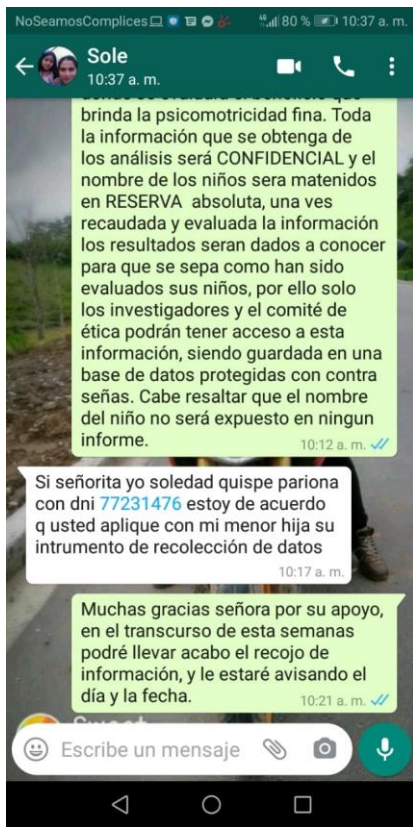 NoSeamosComplices 80 % 10:37 a. m.
Sole
10:37 a. m.
brinda la psicomotricidad fina. Toda
la información que se obtenga de
los análisis será CONFIDENCIAL y el
nombre de los niños sera matenidos
en RESERVA absoluta, una ves
recaudada y evaluada la información
los resultados seran dados a conocer
para que se sepa como han sido
evaluados sus niños, por ello solo
los investigadores y el comité de
ética podrán tener acceso a esta
información, siendo guardada en una
base de datos protegidas con contra
señas. Cabe resaltar que el nombre
del niño no será expuesto en ningun
informe.
10:12 a. m.
Si señorita yo soledad quispe pariona
con dni 77231476 estoy de acuerdo
q usted aplique con mi menor hija su
intrumento de recolección de datos
10:17 a. m.
Muchas gracias señora por su apoyo,
en el transcurso de esta semanas
podré llevar acabo el recojo de
información, y le estaré avisando el
día y la fecha.
10:21 a. m.
Escribe un mensaje